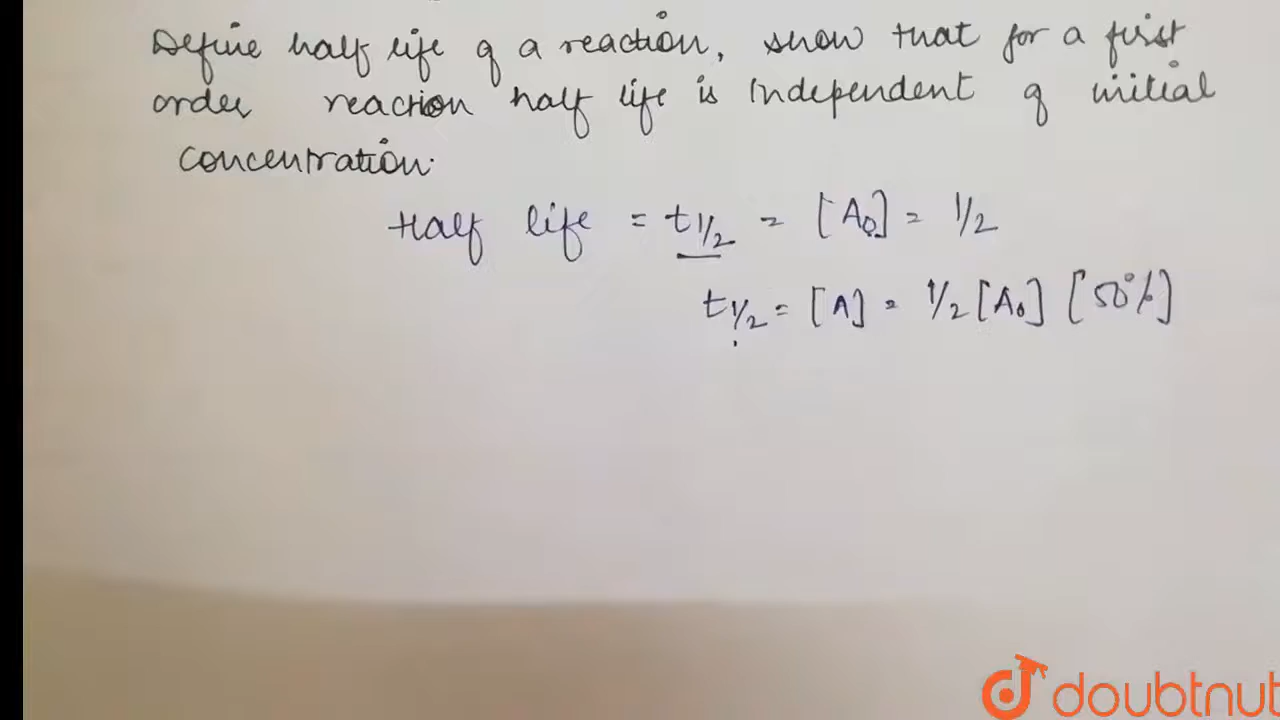 Define half life of a reaction, show that for a first
order reaction half life is independent of initial
concentration.
Half life = t1/2 = [A0] = 1/2
t1/2 = [A] = 1/2 [A0] [50%]
doubtnut